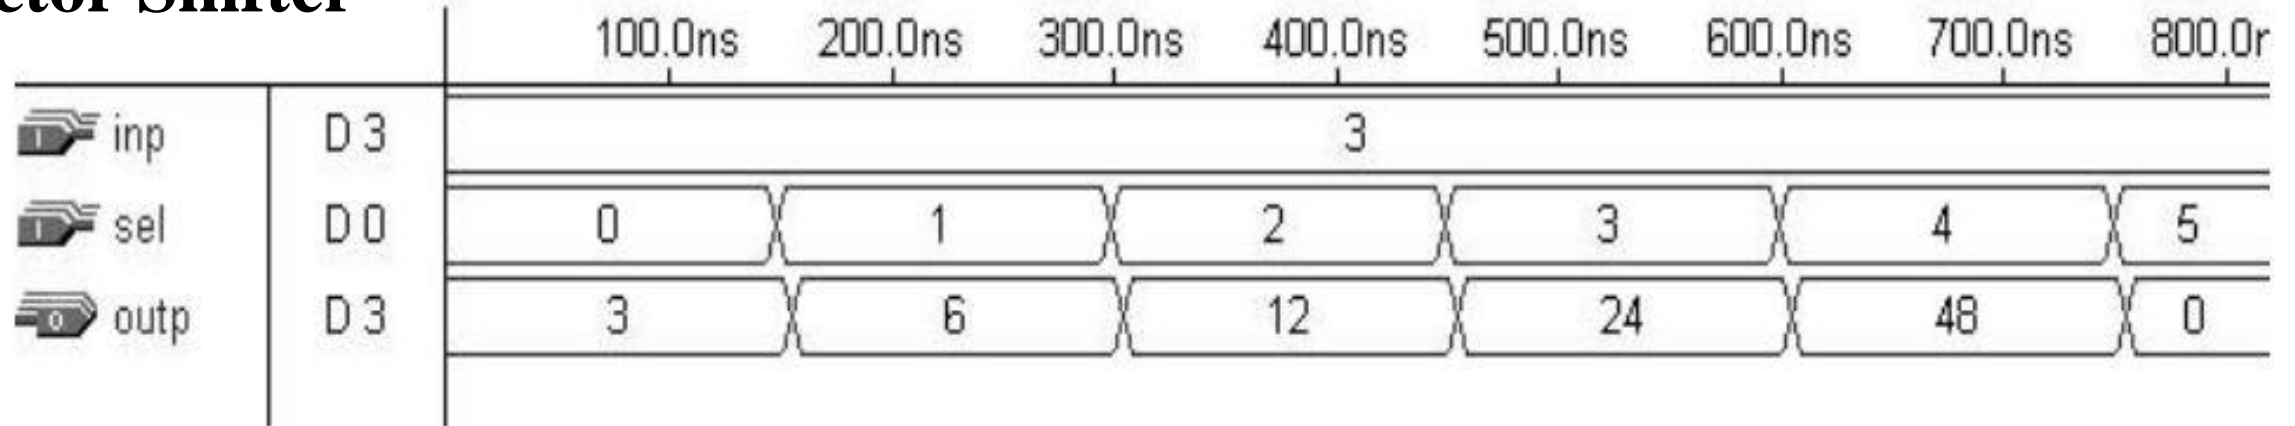 100.0ns 200.0ns 300.0ns 400.0ns 500.0ns 600.0ns 700.0ns
I inp D 3 3
I sel D 0 0 1 2 3 4 5
O outp D 3 3 6 12 24 48 0